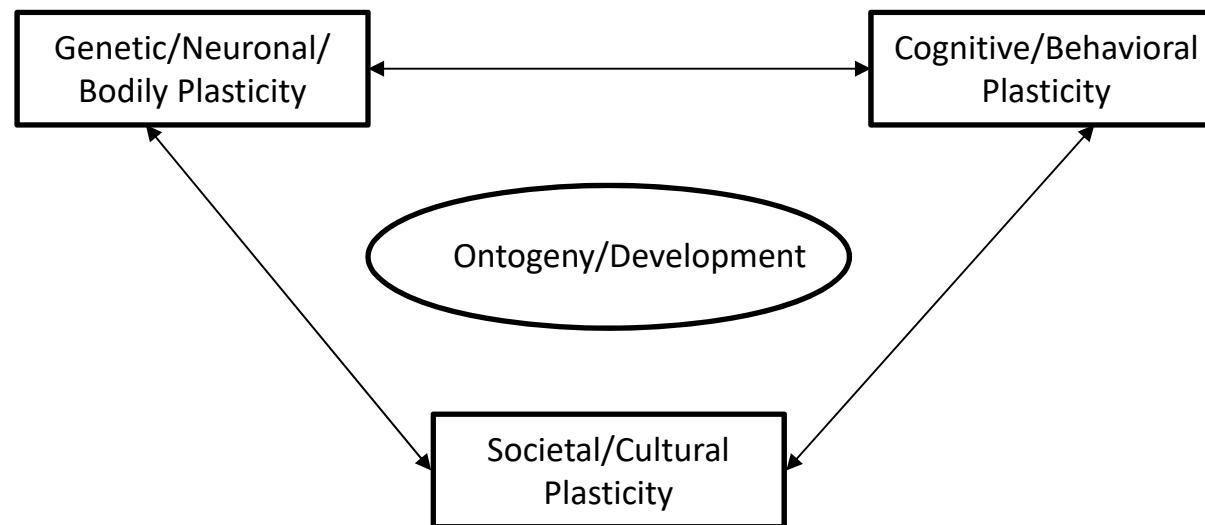 Genetic/Neuronal/
Bodily Plasticity
Cognitive/Behavioral
Plasticity
Ontogeny/Development
Societal/Cultural
Plasticity